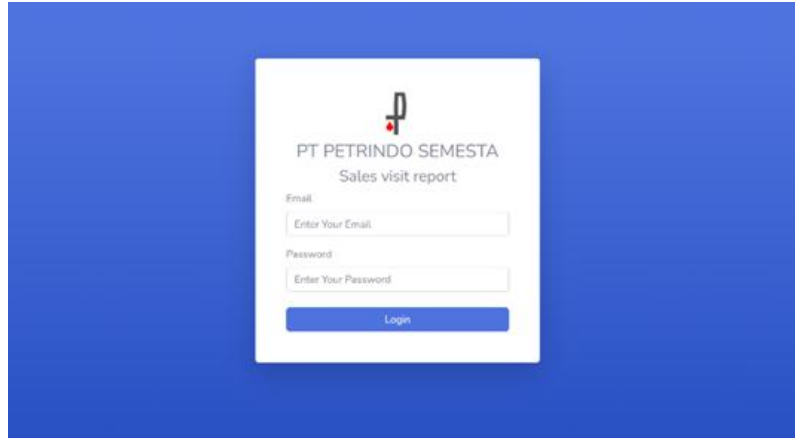 PT PETRINDO SEMESTA
Sales visit report
Email
Enter Your Email
Password
Enter Your Password
Login